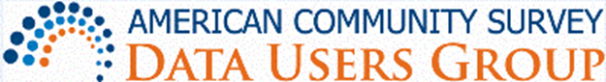 AMERICAN COMMUNITY SURVEY
DATA USERS GROUP